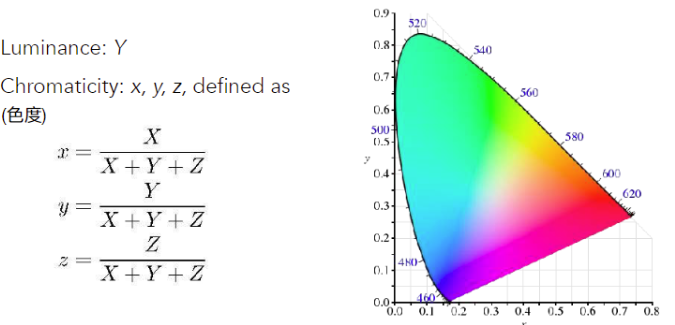 Luminance: Y
Chromaticity: x, y, z, defined as
(色度)
x = X / (X + Y + Z)
y = Y / (X + Y + Z)
z = Z / (X + Y + Z)
0.9
0.8
0.7
0.6
0.5
0.4
0.3
0.2
0.1
0.0
y
520
540
560
580
600
620
500
480
460
0.0 0.1 0.2 0.3 0.4 0.5 0.6 0.7 0.8